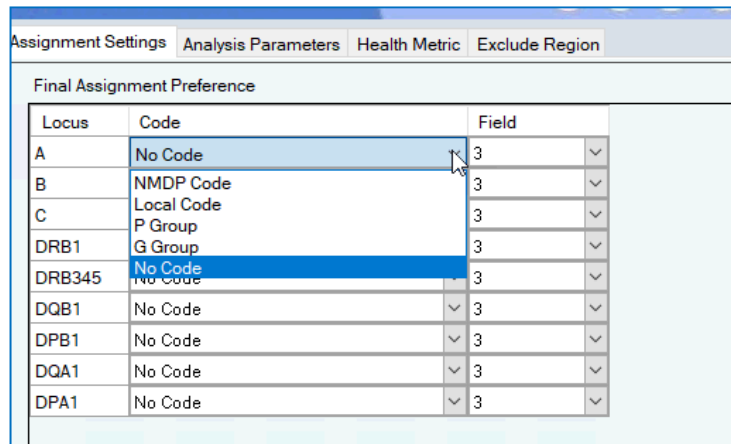 Assignment Settings Analysis Parameters Health Metric Exclude Region
Final Assignment Preference
Locus Code Field
A No Code 3
B NMDP Code 3
Local Code
C P Group 3
DRB1 G Group 3
DRB345 No Code 3
DQB1 No Code 3
DPB1 No Code 3
DQA1 No Code 3
DPA1 No Code 3